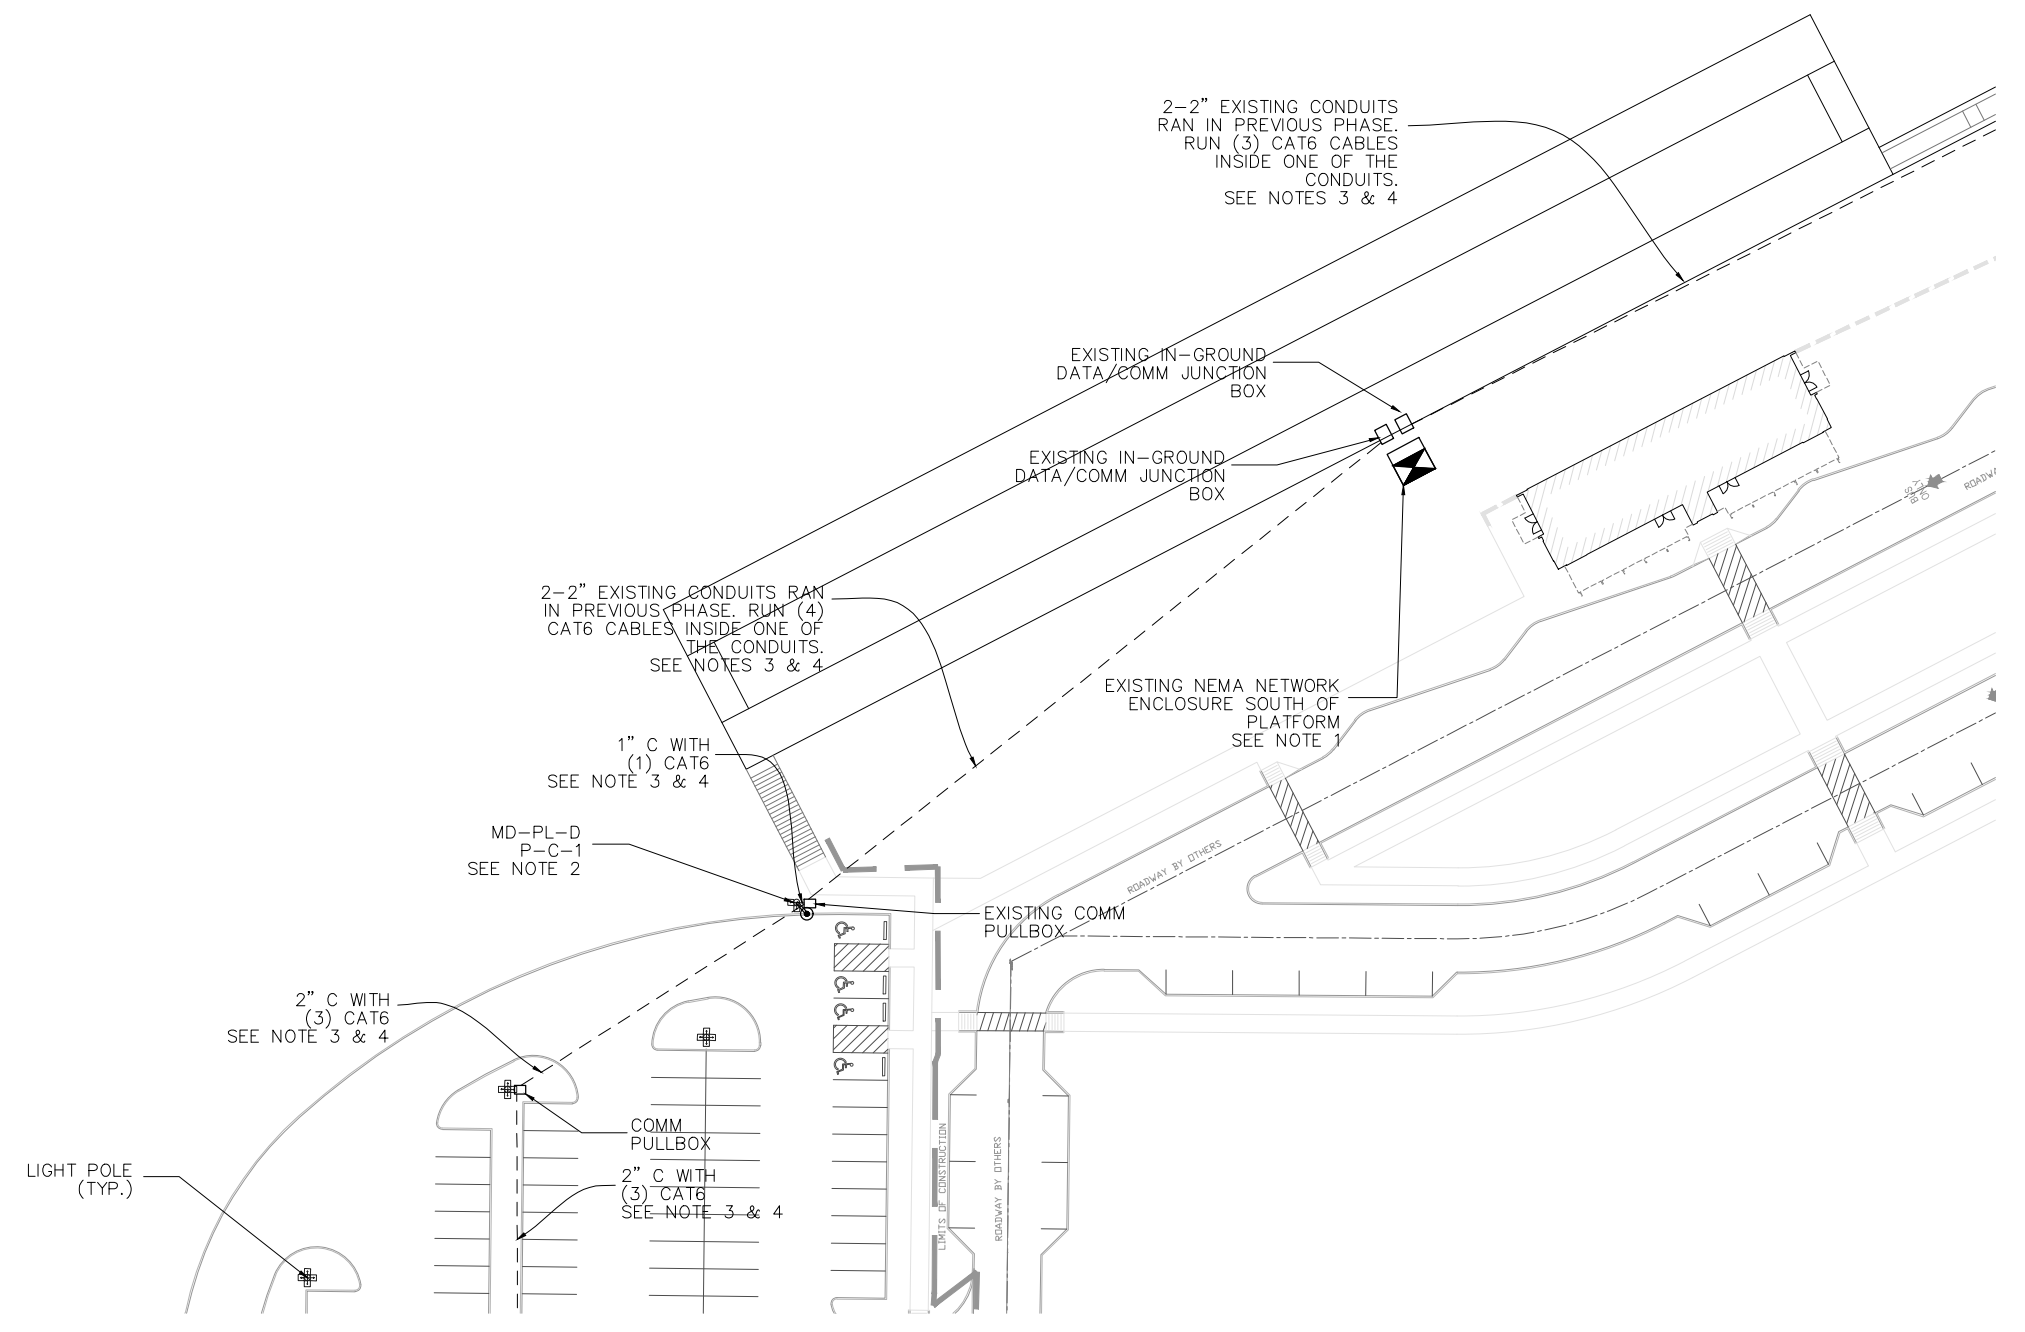 2-2" EXISTING CONDUITS
RAN IN PREVIOUS PHASE.
RUN (3) CAT6 CABLES
INSIDE ONE OF THE
CONDUITS.
SEE NOTES 3 & 4
EXISTING IN-GROUND
DATA/COMM JUNCTION
BOX
EXISTING IN-GROUND
DATA/COMM JUNCTION
BOX
BUS
ONLY
2-2" EXISTING CONDUITS RAN
IN PREVIOUS PHASE. RUN (4)
CAT6 CABLES INSIDE ONE OF
THE CONDUITS.
SEE NOTES 3 & 4
EXISTING NEMA NETWORK
ENCLOSURE SOUTH OF
PLATFORM
SEE NOTE 1
1" C WITH
(1) CAT6
SEE NOTE 3 & 4
MD-PL-D
P-C-1
SEE NOTE 2
ROADWAY BY OTHERS
EXISTING COMM
PULLBOX
2" C WITH
(3) CAT6
SEE NOTE 3 & 4
COMM
PULLBOX
LIGHT POLE
(TYP.)
2" C WITH
(3) CAT6
SEE NOTE 3 & 4
LIMITS OF CONSTRUCTION
ROADWAY BY OTHERS